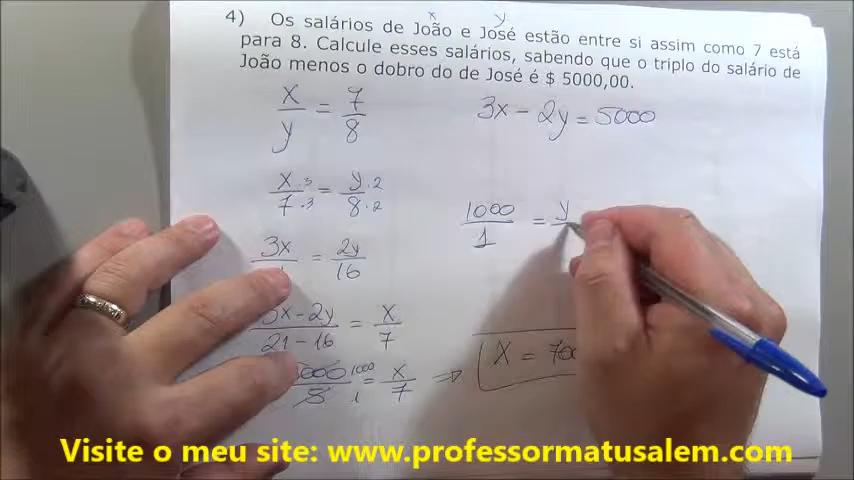 x y
4) Os salários de João e José estão entre si assim como 7 está
para 8. Calcule esses salários, sabendo que o triplo do salário de
João menos o dobro do de José é $ 5000,00.
x/y = 7/8
3x - 2y = 5000
x·3/7·3 = y·2/8·2
1000/1 = y
3x/ = 2y/16
3x-2y/21-16 = x/7
5000/5 1000/1 = x/7 ⇒
x = 700
Visite o meu site: www.professormatusalem.com